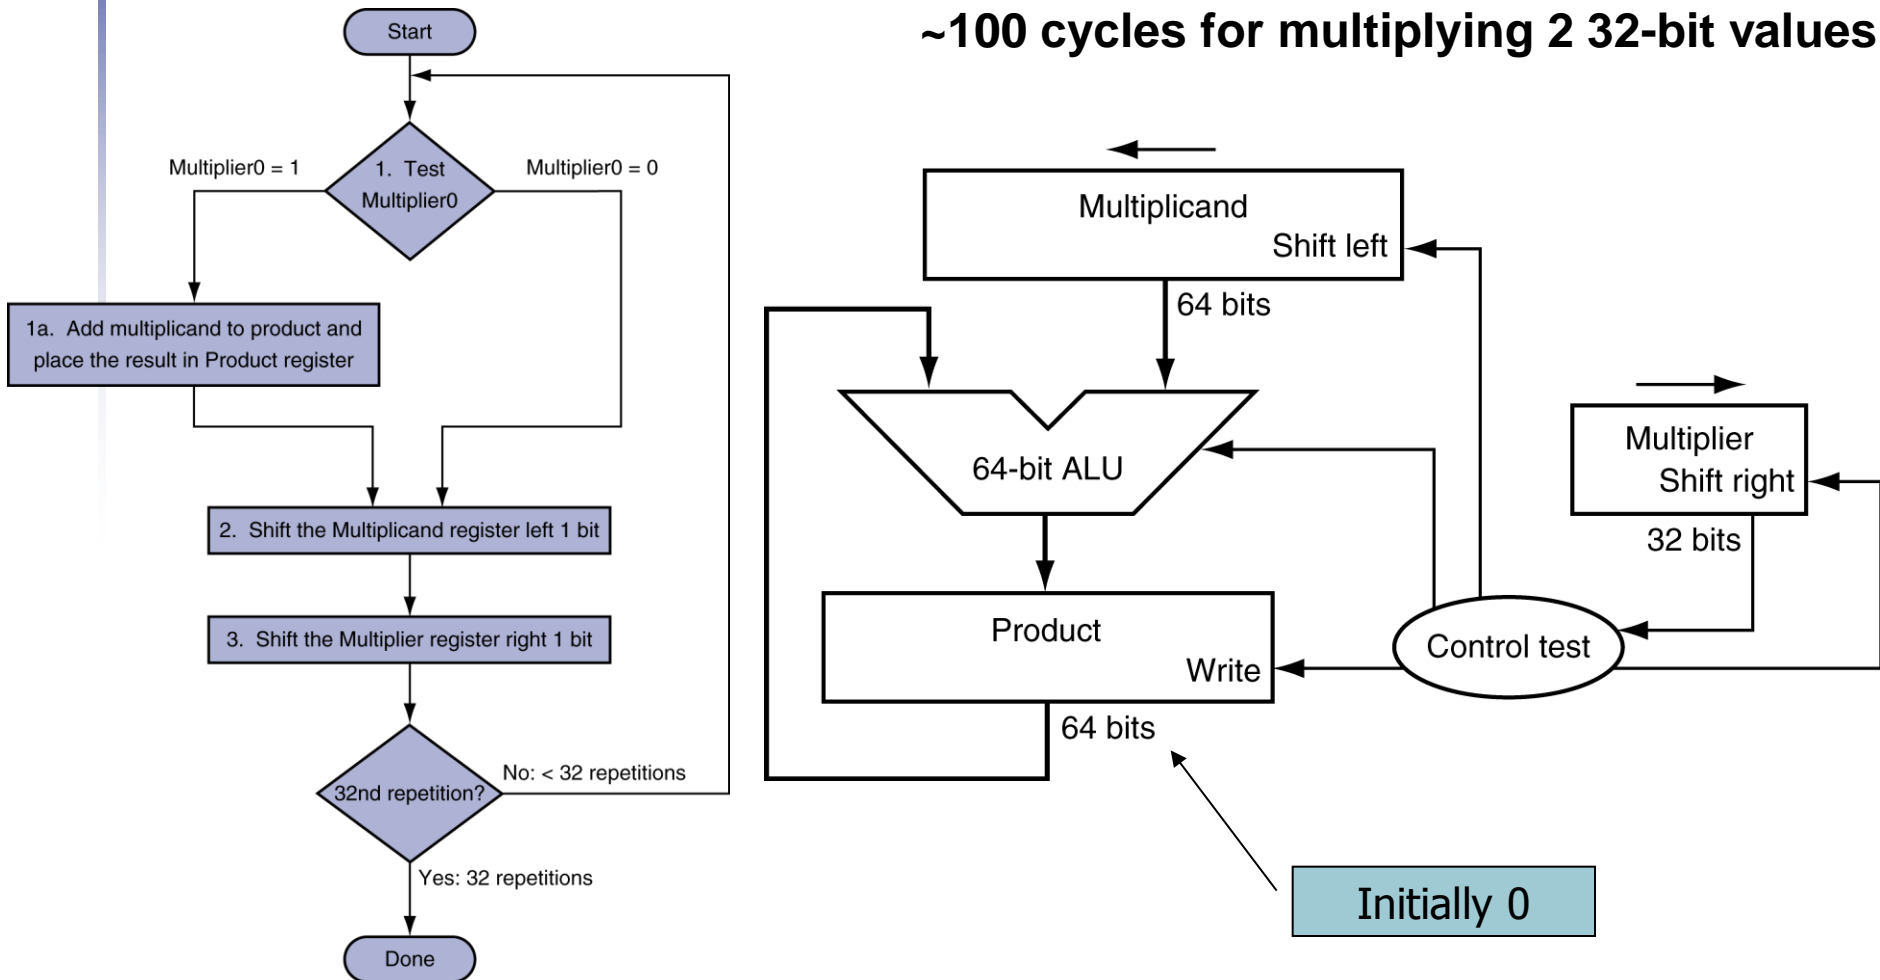 ~100 cycles for multiplying 2 32-bit values
Start
Multiplier0 = 1
1. Test
Multiplier0
Multiplier0 = 0
1a. Add multiplicand to product and
place the result in Product register
2. Shift the Multiplicand register left 1 bit
3. Shift the Multiplier register right 1 bit
32nd repetition?
No: < 32 repetitions
Yes: 32 repetitions
Done
Multiplicand
Shift left
64 bits
64-bit ALU
Multiplier
Shift right
32 bits
Product
Write
Control test
64 bits
Initially 0